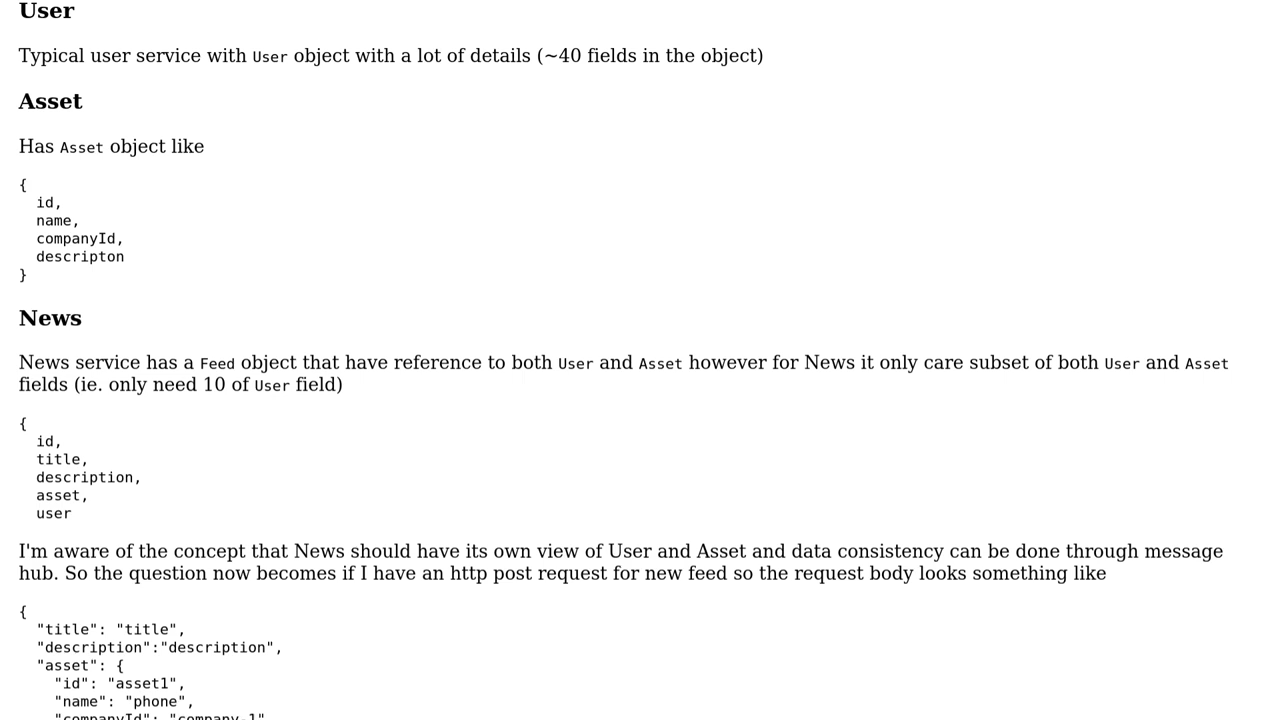 User
Typical user service with User object with a lot of details (~40 fields in the object)
Asset
Has Asset object like
{
  id,
  name,
  companyId,
  descripton
}
News
News service has a Feed object that have reference to both User and Asset however for News it only care subset of both User and Asset
fields (ie. only need 10 of User field)
{
  id,
  title,
  description,
  asset,
  user
I'm aware of the concept that News should have its own view of User and Asset and data consistency can be done through message
hub. So the question now becomes if I have an http post request for new feed so the request body looks something like
{
  "title": "title",
  "description":"description",
  "asset": {
    "id": "asset1",
    "name": "phone",
    "companyId": "company-1"